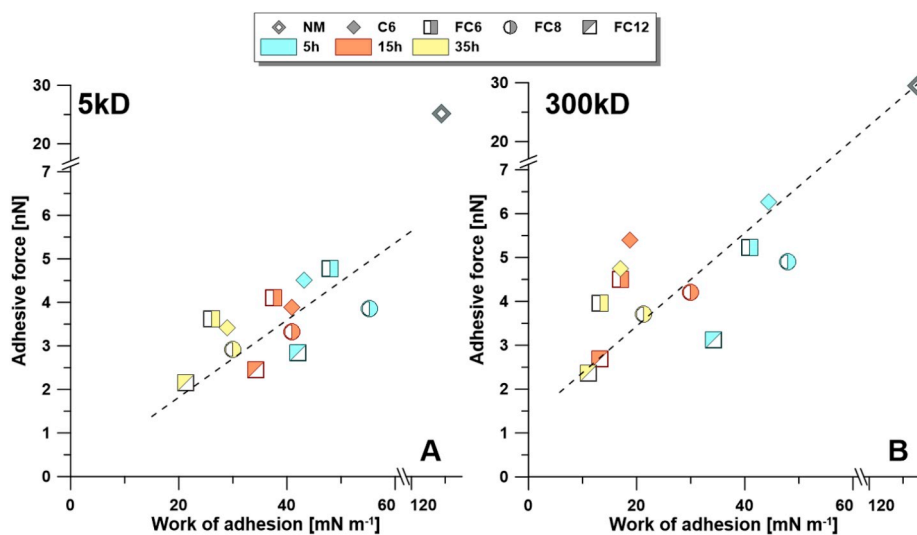 NM C6 FC6 FC8 FC12
5h 15h 35h
5kD
30
20
7
6
5
4
3
2
1
0
Adhesive force [nN]
0 20 40 60 120
Work of adhesion [mN m⁻¹]
A
300kD
30
20
7
6
5
4
3
2
1
0
Adhesive force [nN]
0 20 40 60 120
Work of adhesion [mN m⁻¹]
B